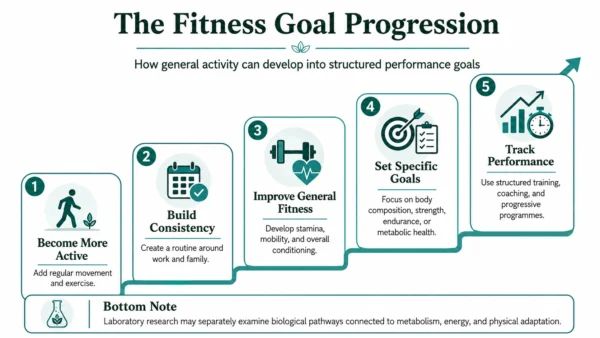 The Fitness Goal Progression
How general activity can develop into structured performance goals
1
Become More
Active
Add regular movement
and exercise.
2
Build
Consistency
Create a routine around
work and family.
3
Improve General
Fitness
Develop stamina,
mobility, and overall
conditioning.
4
Set Specific
Goals
Focus on body
composition, strength,
endurance, or
metabolic health.
5
Track
Performance
Use structured training,
coaching, and
progressive
programmes.
Bottom Note
Laboratory research may separately examine biological pathways connected to metabolism, energy, and physical adaptation.